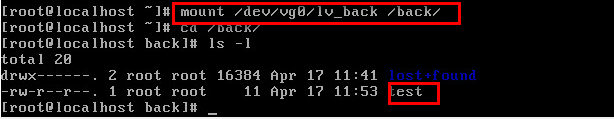 [root@localhost ~]# mount /dev/vg0/lv_back /back/
[root@localhost ~]# cd /back/
[root@localhost back]# ls -l
total 20
drwx------. 2 root root 16384 Apr 17 11:41 lost+found
-rw-r--r--. 1 root root    11 Apr 17 11:53 test
[root@localhost back]# _